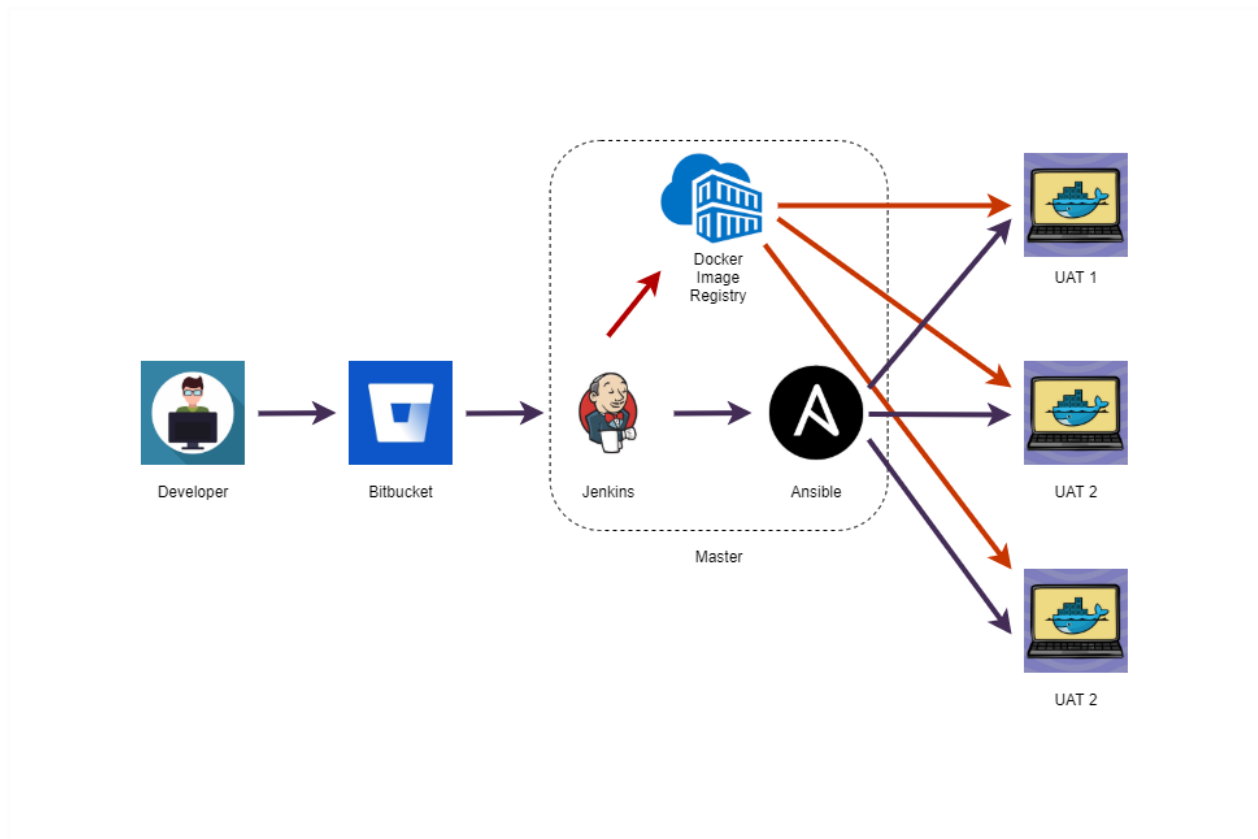 Docker
Image
Registry
UAT 1
Developer
Bitbucket
Jenkins
Ansible
UAT 2
Master
UAT 2